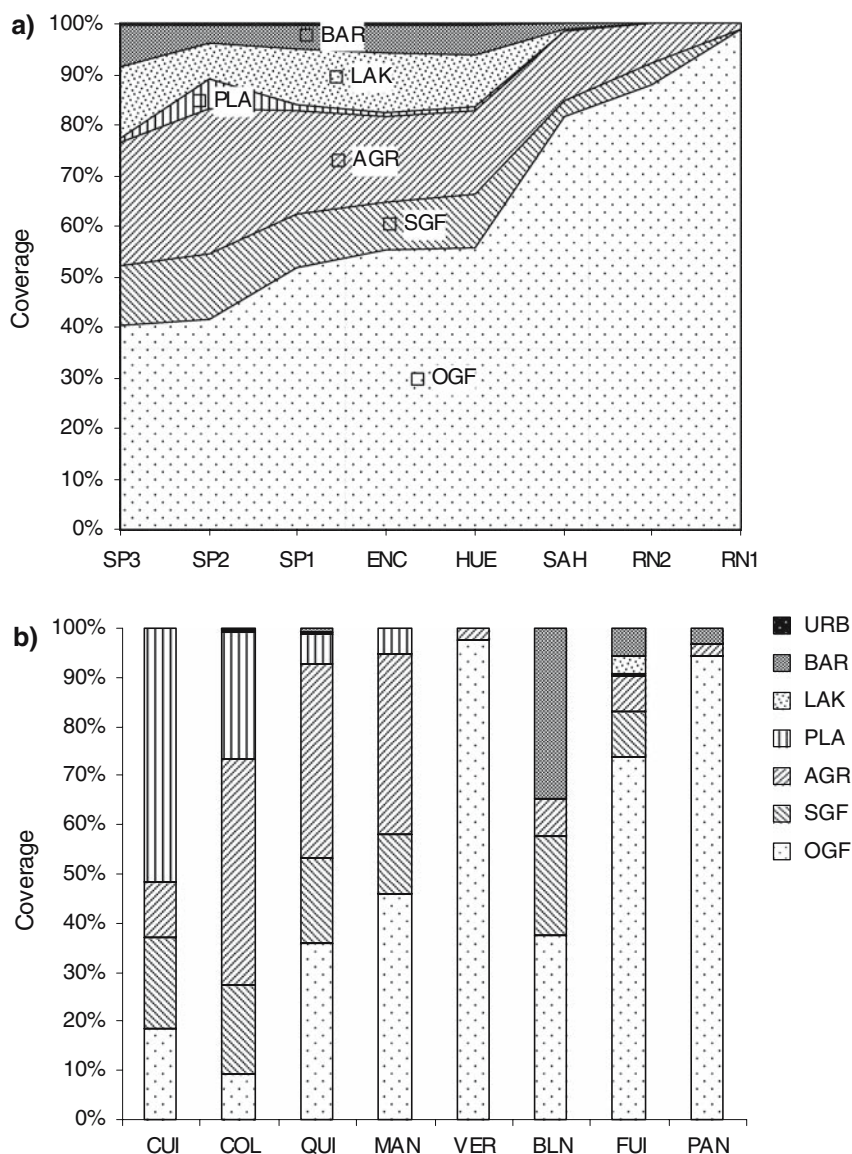 a)
100%
90%
80%
70%
60%
50%
40%
30%
20%
10%
0%
Coverage
BAR
LAK
PLA
AGR
SGF
OGF
SP3 SP2 SP1 ENC HUE SAH RN2 RN1
b)
100%
90%
80%
70%
60%
50%
40%
30%
20%
10%
0%
Coverage
CUI COL QUI MAN VER BLN FUI PAN
URB
BAR
LAK
PLA
AGR
SGF
OGF